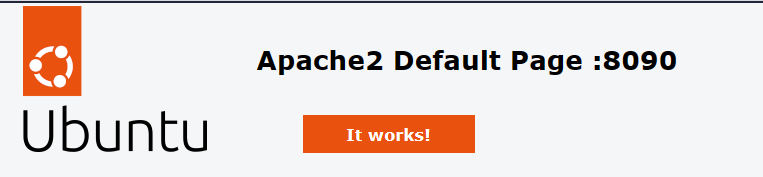 Apache2 Default Page :8090
Ubuntu
It works!